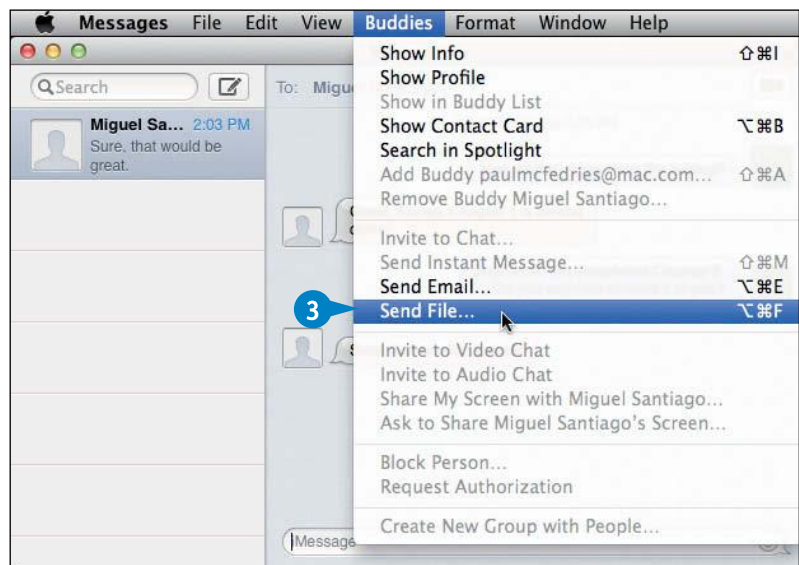 Messages File Edit View Buddies Format Window Help
Search
To: Migu
Miguel Sa... 2:03 PM
Sure, that would be
great.
Show Info ⇧⌘I
Show Profile
Show in Buddy List
Show Contact Card ⌥⌘B
Search in Spotlight
Add Buddy paulmcfedries@mac.com... ⇧⌘A
Remove Buddy Miguel Santiago...
Invite to Chat...
Send Instant Message... ⇧⌘M
Send Email... ⌥⌘E
3
Send File... ⌥⌘F
Invite to Video Chat
Invite to Audio Chat
Share My Screen with Miguel Santiago...
Ask to Share Miguel Santiago's Screen...
Block Person...
Request Authorization
Create New Group with People...
iMessage